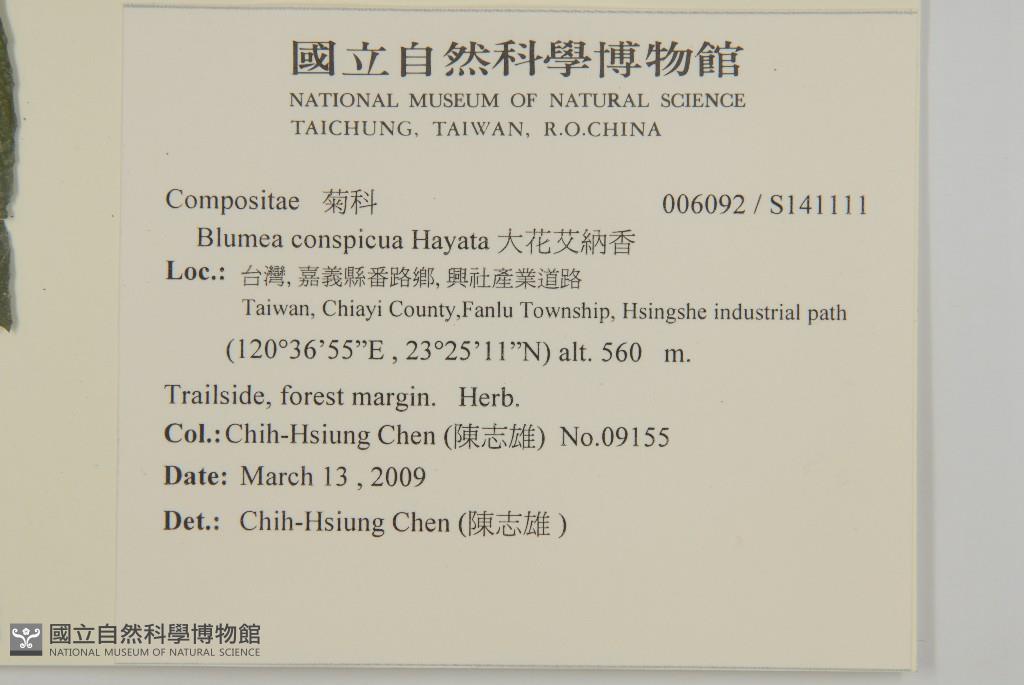 國立自然科學博物館
NATIONAL MUSEUM OF NATURAL SCIENCE
TAICHUNG, TAIWAN, R.O.CHINA
Compositae 菊科 006092 / S141111
Blumea conspicua Hayata 大花艾納香
Loc.: 台灣, 嘉義縣番路鄉, 興社產業道路
Taiwan, Chiayi County,Fanlu Township, Hsingshe industrial path
(120°36’55”E , 23°25’11”N) alt. 560 m.
Trailside, forest margin. Herb.
Col.: Chih-Hsiung Chen (陳志雄) No.09155
Date: March 13 , 2009
Det.: Chih-Hsiung Chen (陳志雄 )
國立自然科學博物館
NATIONAL MUSEUM OF NATURAL SCIENCE